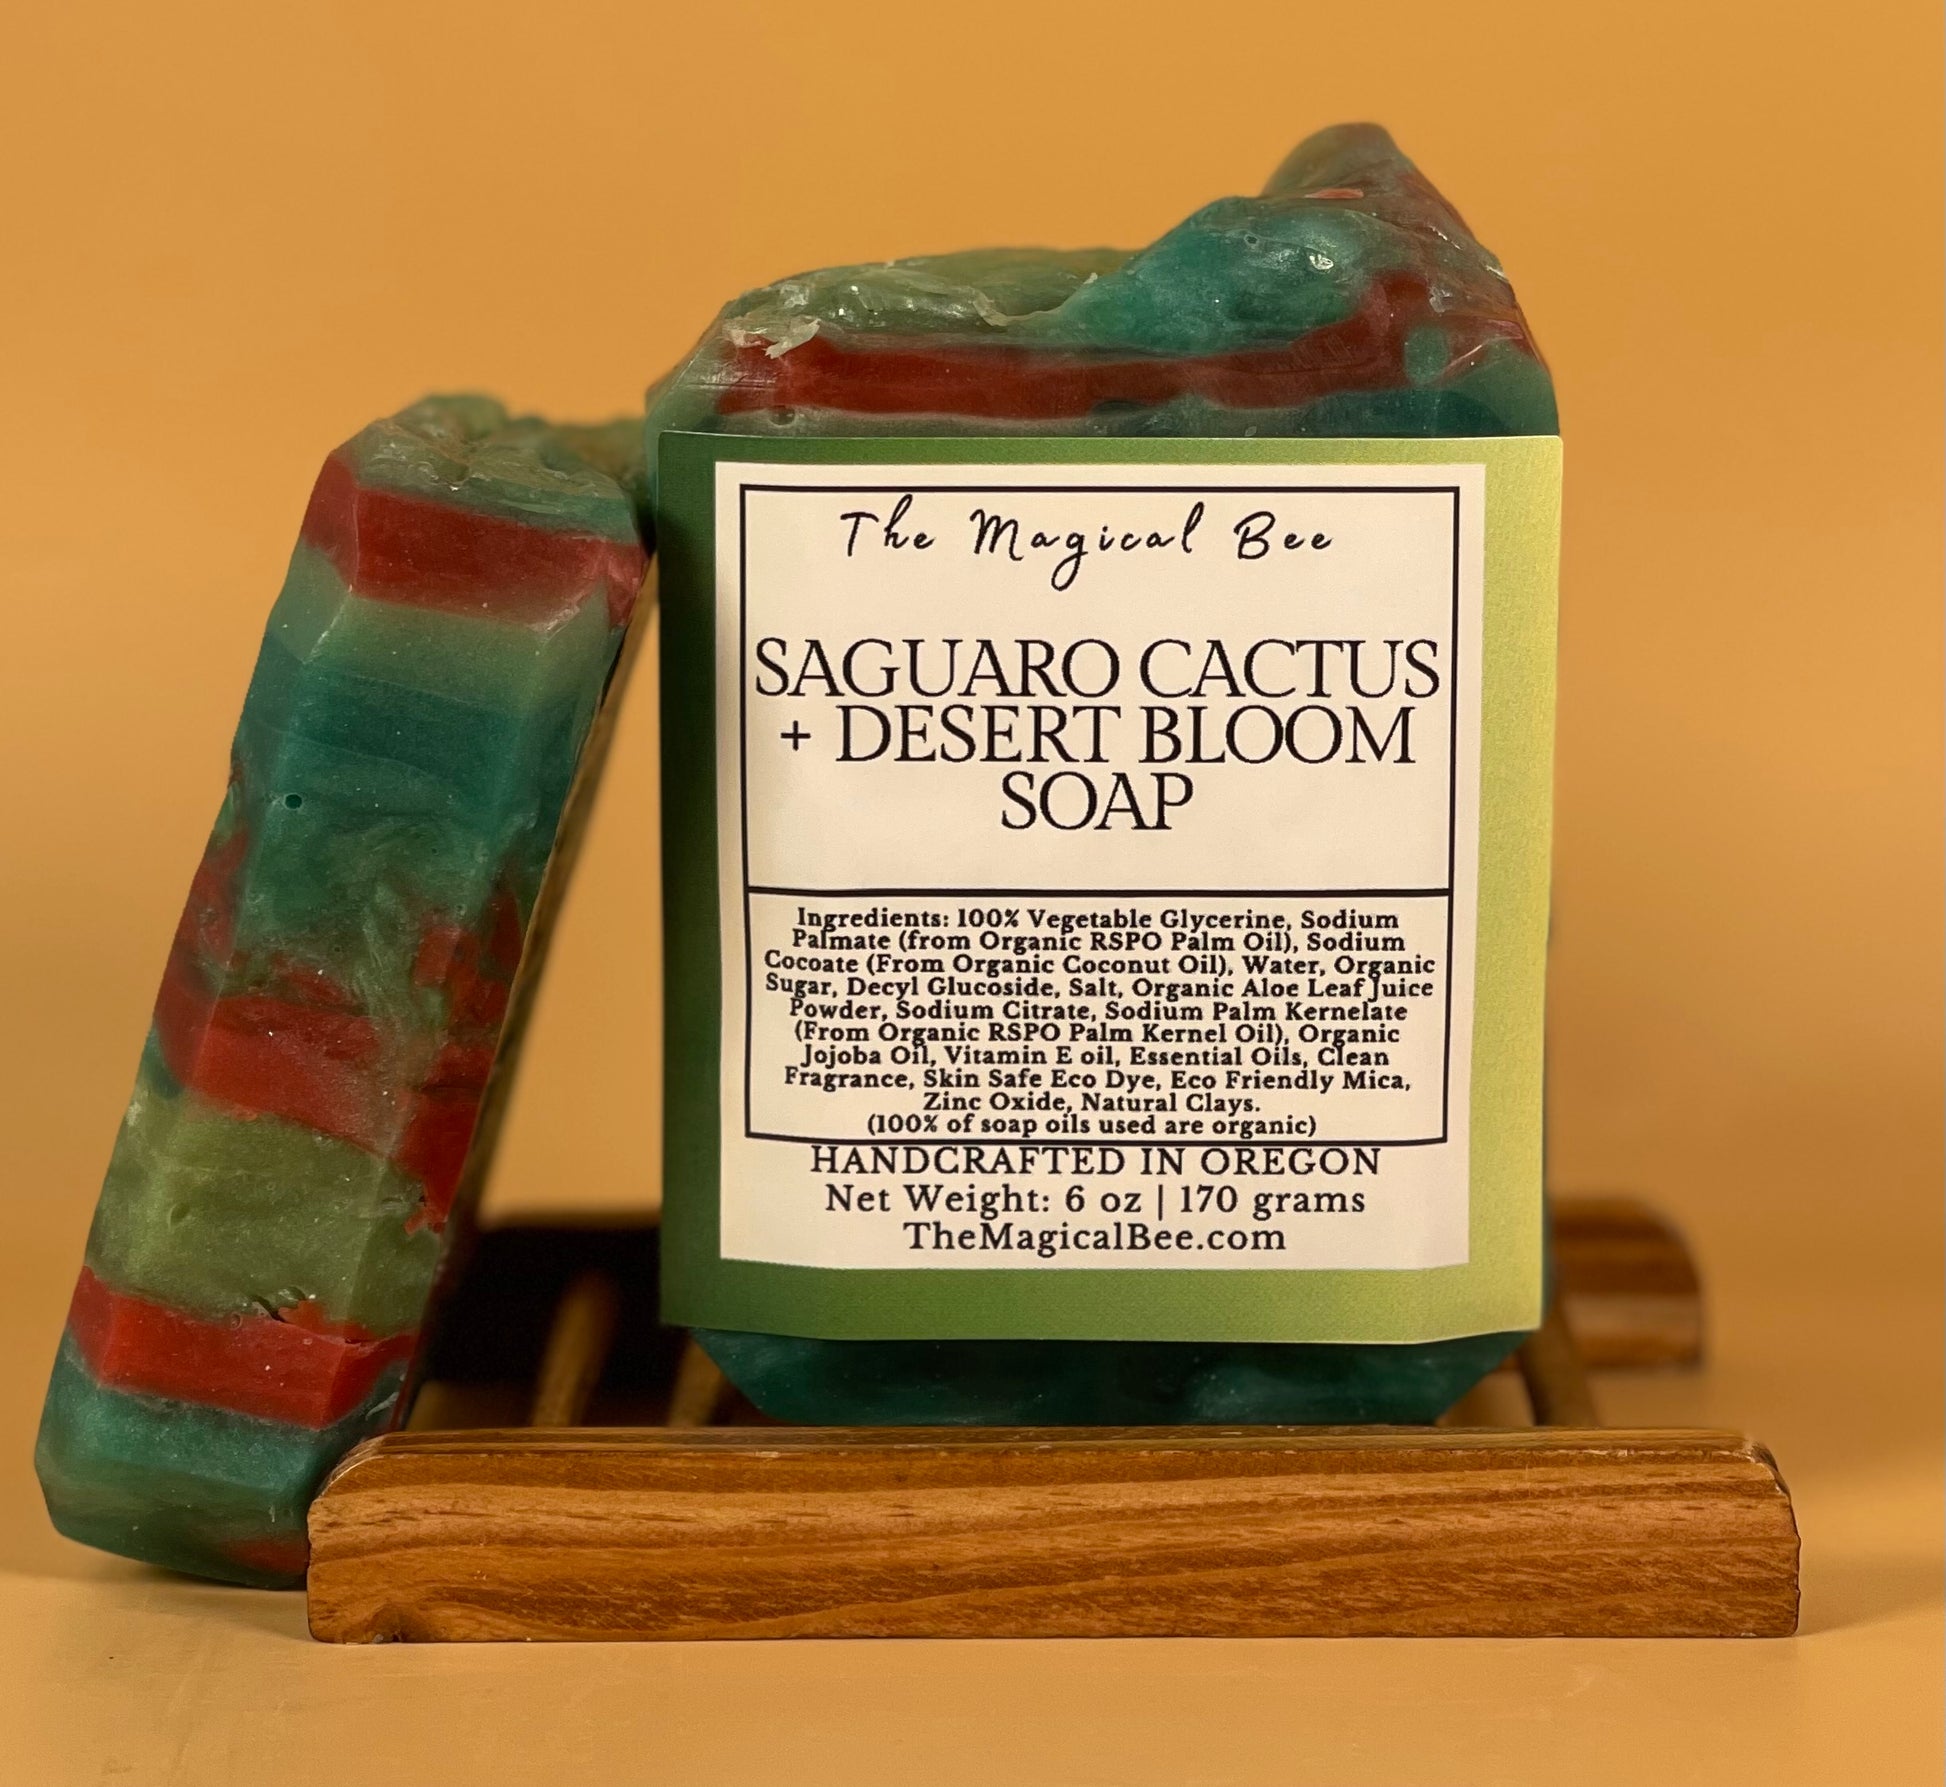 The Magical Bee
SAGUARO CACTUS
+ DESERT BLOOM
SOAP
Ingredients: 100% Vegetable Glycerine, Sodium
Palmate (from Organic RSPO Palm Oil), Sodium
Cocoate (From Organic Coconut Oil), Water, Organic
Sugar, Decyl Glucoside, Salt, Organic Aloe Leaf Juice
Powder, Sodium Citrate, Sodium Palm Kernelate
(From Organic RSPO Palm Kernel Oil), Organic
Jojoba Oil, Vitamin E oil, Essential Oils, Clean
Fragrance, Skin Safe Eco Dye, Eco Friendly Mica,
Zinc Oxide, Natural Clays.
(100% of soap oils used are organic)
HANDCRAFTED IN OREGON
Net Weight: 6 oz | 170 grams
TheMagicalBee.com